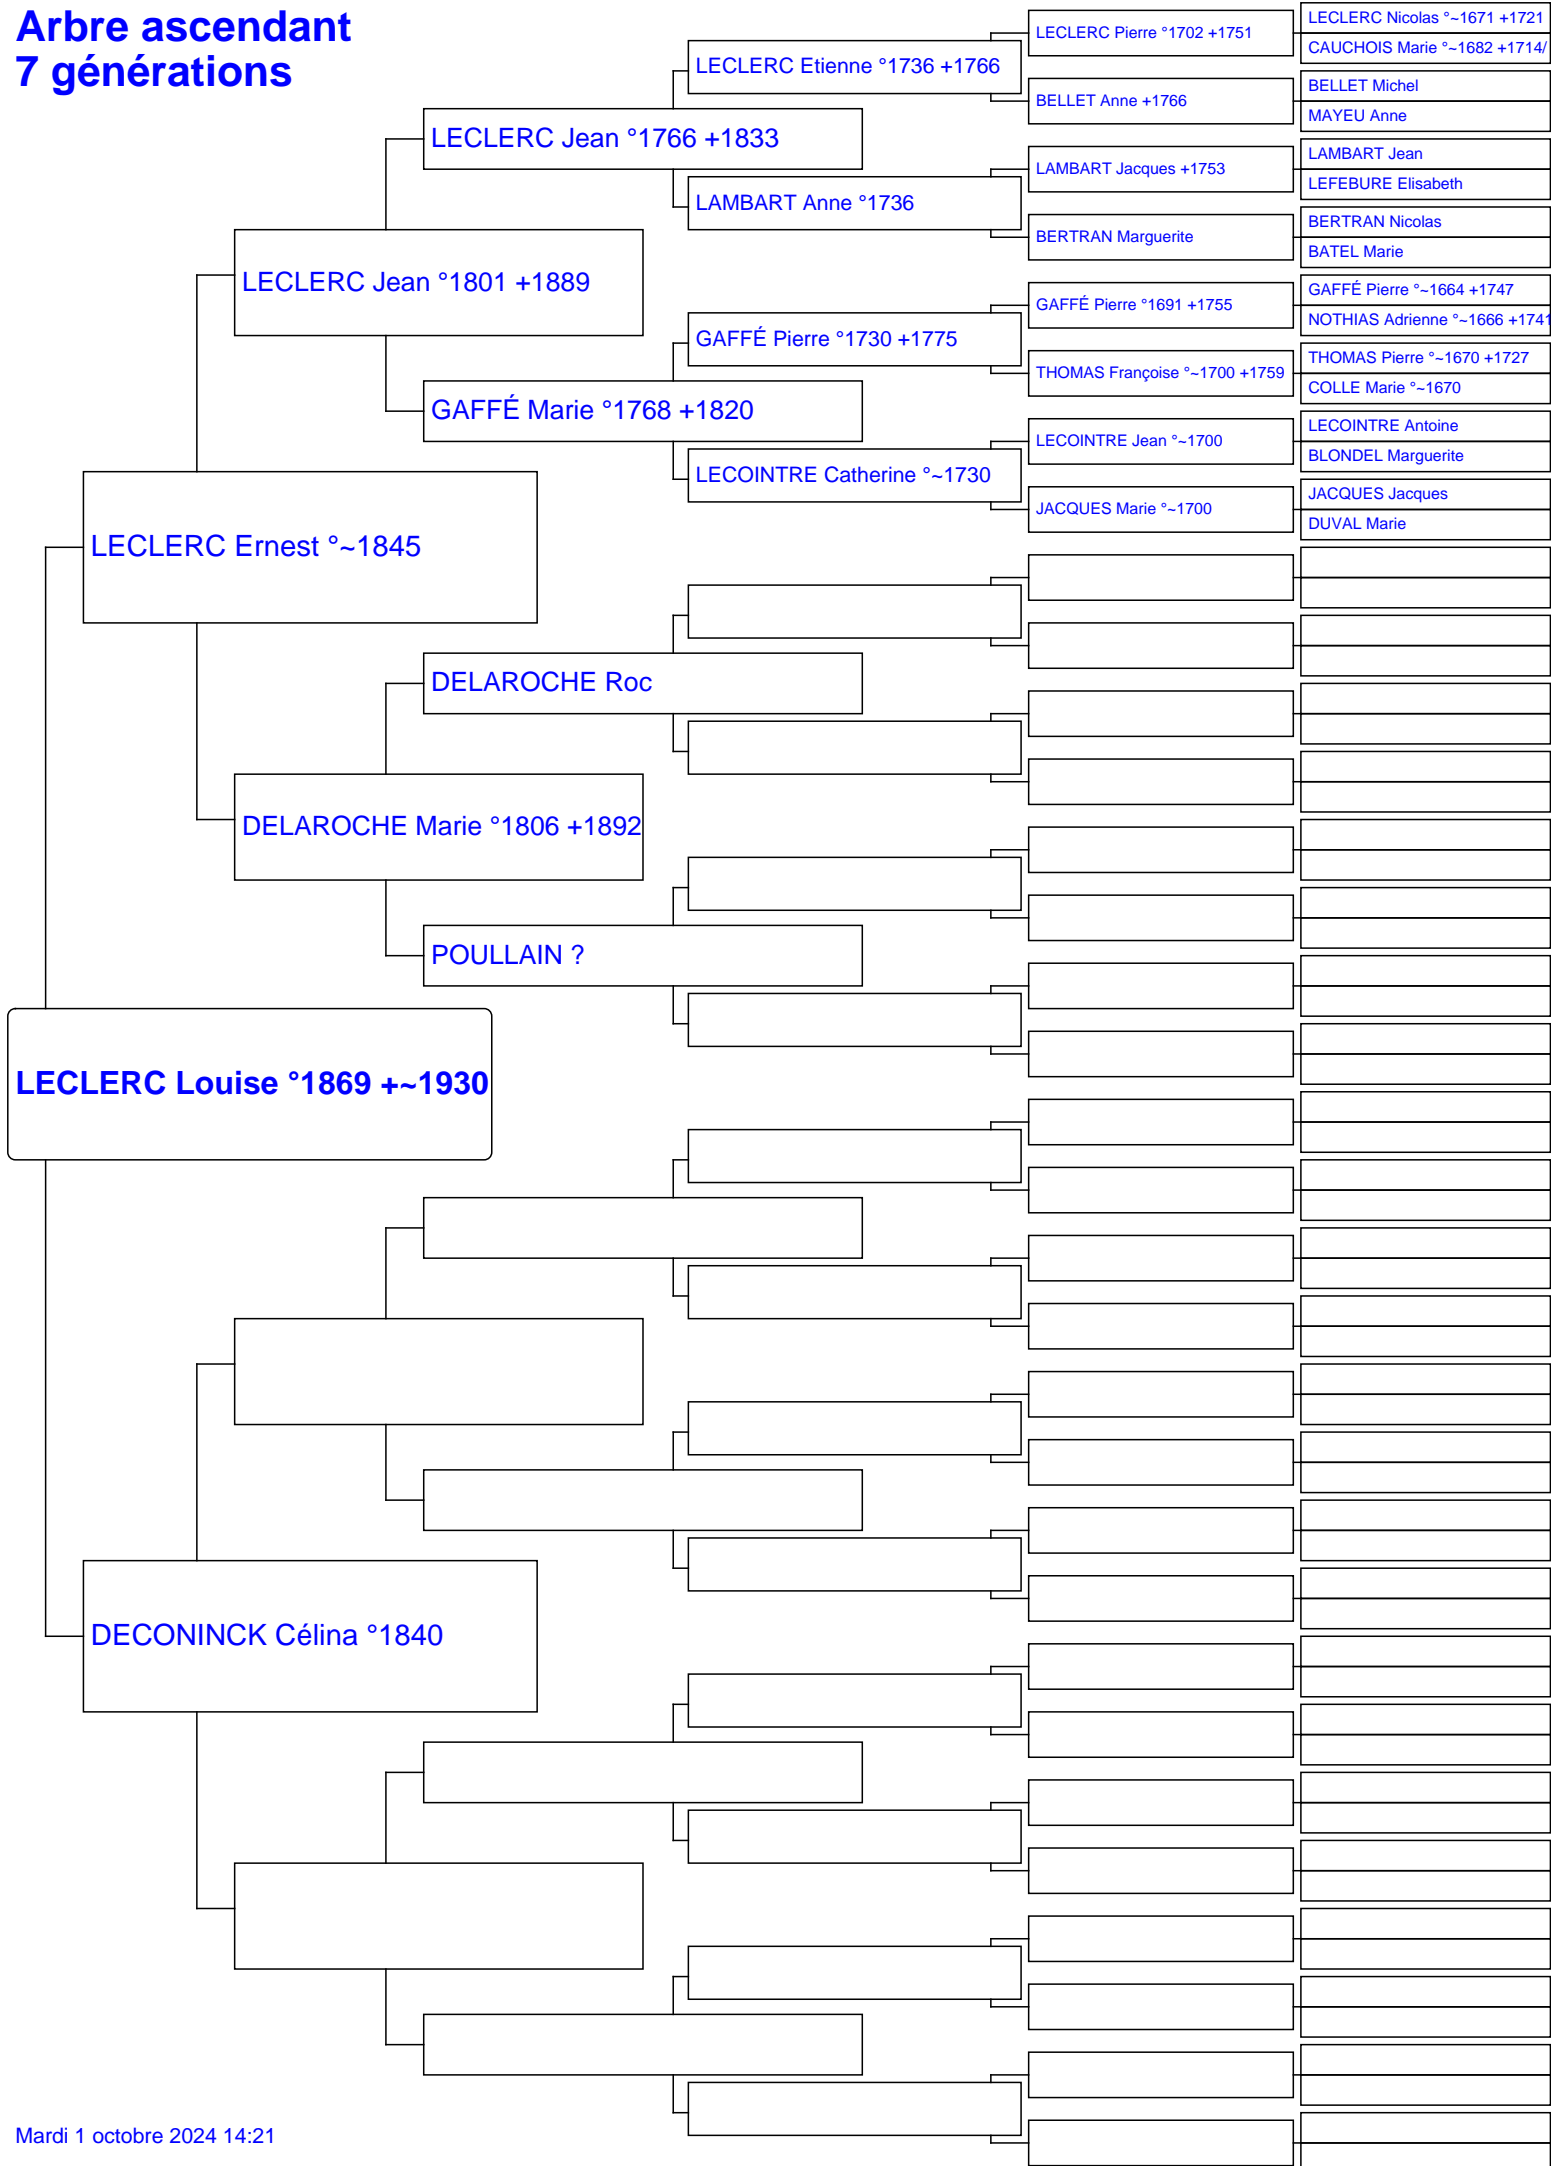 Arbre ascendant
7 générations
LECLERC Nicolas °~1671 +1721
LECLERC Pierre °1702 +1751
CAUCHOIS Marie °~1682 +1714/
LECLERC Etienne °1736 +1766
BELLET Michel
BELLET Anne +1766
MAYEU Anne
LECLERC Jean °1766 +1833
LAMBART Jean
LAMBART Jacques +1753
LEFEBURE Elisabeth
LAMBART Anne °1736
BERTRAN Nicolas
BERTRAN Marguerite
BATEL Marie
LECLERC Jean °1801 +1889
GAFFÉ Pierre °~1664 +1747
GAFFÉ Pierre °1691 +1755
NOTHIAS Adrienne °~1666 +1741
GAFFÉ Pierre °1730 +1775
THOMAS Pierre °~1670 +1727
THOMAS Françoise °~1700 +1759
COLLE Marie °~1670
GAFFÉ Marie °1768 +1820
LECOINTRE Antoine
LECOINTRE Jean °~1700
BLONDEL Marguerite
LECOINTRE Catherine °~1730
JACQUES Jacques
JACQUES Marie °~1700
DUVAL Marie
LECLERC Ernest °~1845
DELAROCHE Roc
DELAROCHE Marie °1806 +1892
POULLAIN ?
LECLERC Louise °1869 +~1930
DECONINCK Célina °1840
Mardi 1 octobre 2024 14:21